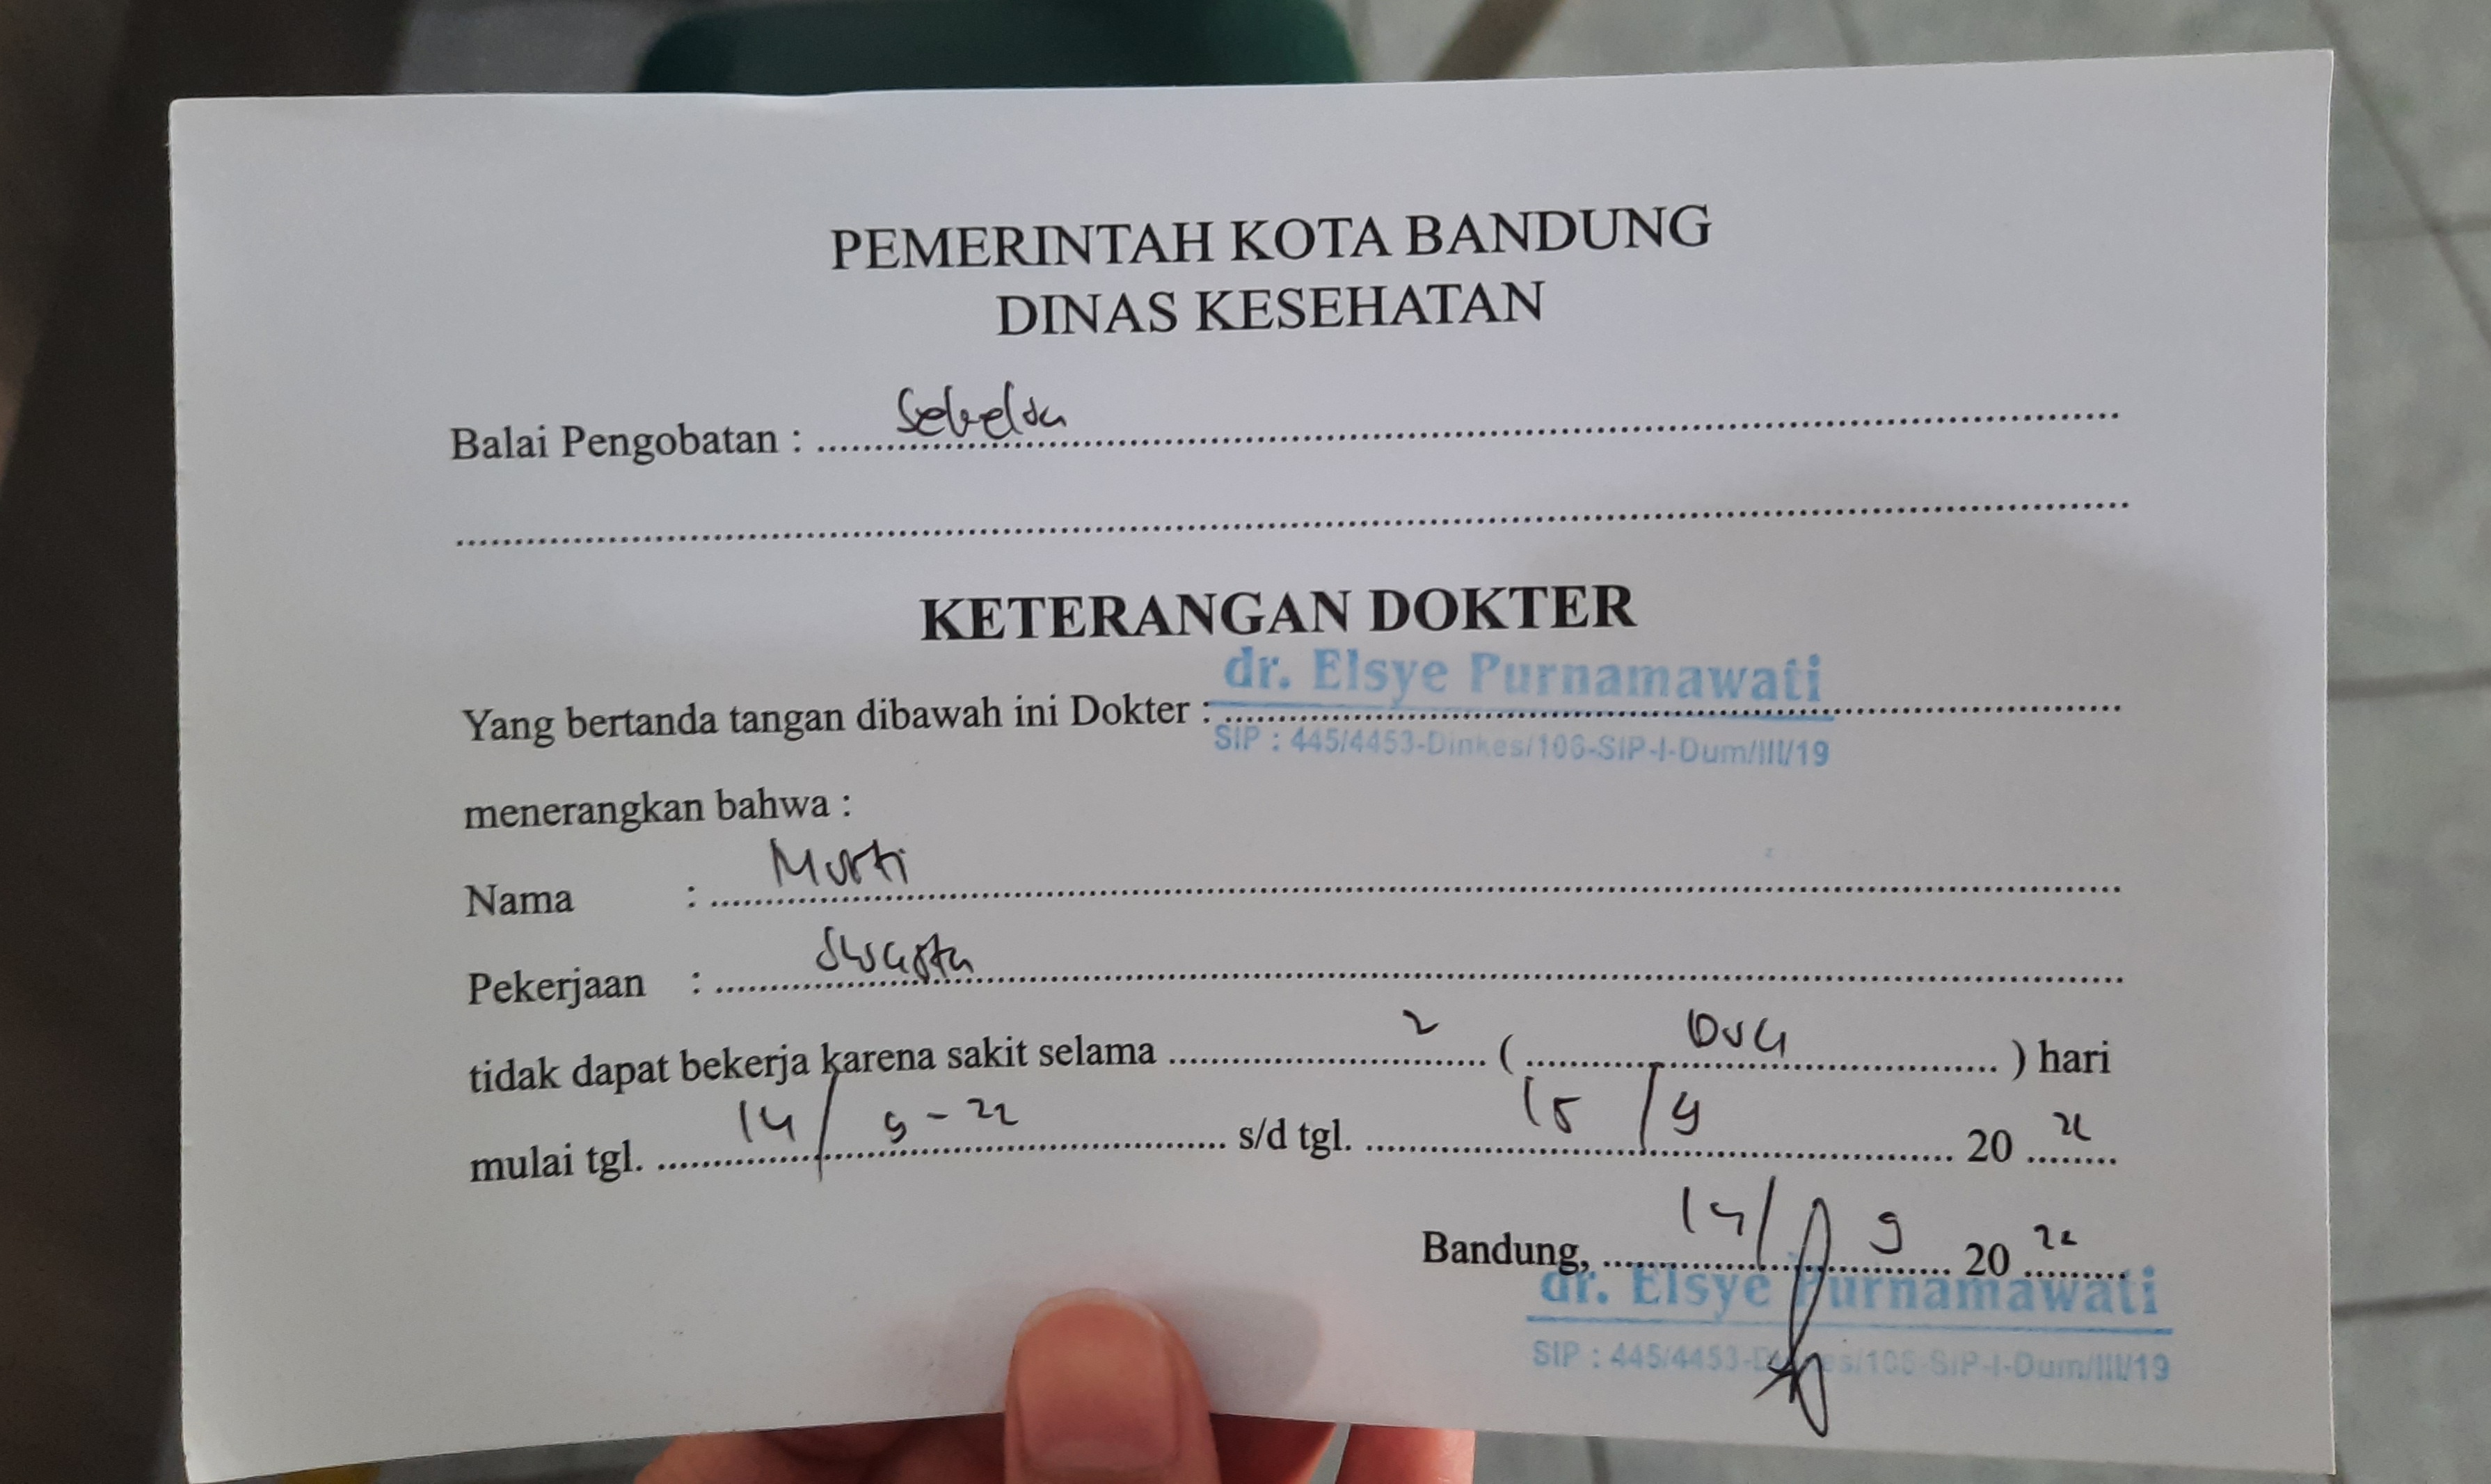 PEMERINTAH KOTA BANDUNG
DINAS KESEHATAN
Balai Pengobatan :
KETERANGAN DOKTER
Yang bertanda tangan dibawah ini Dokter : dr. Elsye Purnamawati
SIP : 445/4453-Dinkes/106-SIP-I-Dum/III/19
menerangkan bahwa :
Nama : Murti
Pekerjaan : Swasta
tidak dapat bekerja karena sakit selama 2 ( Dua ) hari
mulai tgl. 14/ 9-22 s/d tgl. 15/9 20 22
Bandung, 14/ 9 20 22
dr. Elsye Purnamawati
SIP : 445/4453-Dinkes/106-SIP-I-Dum/III/19